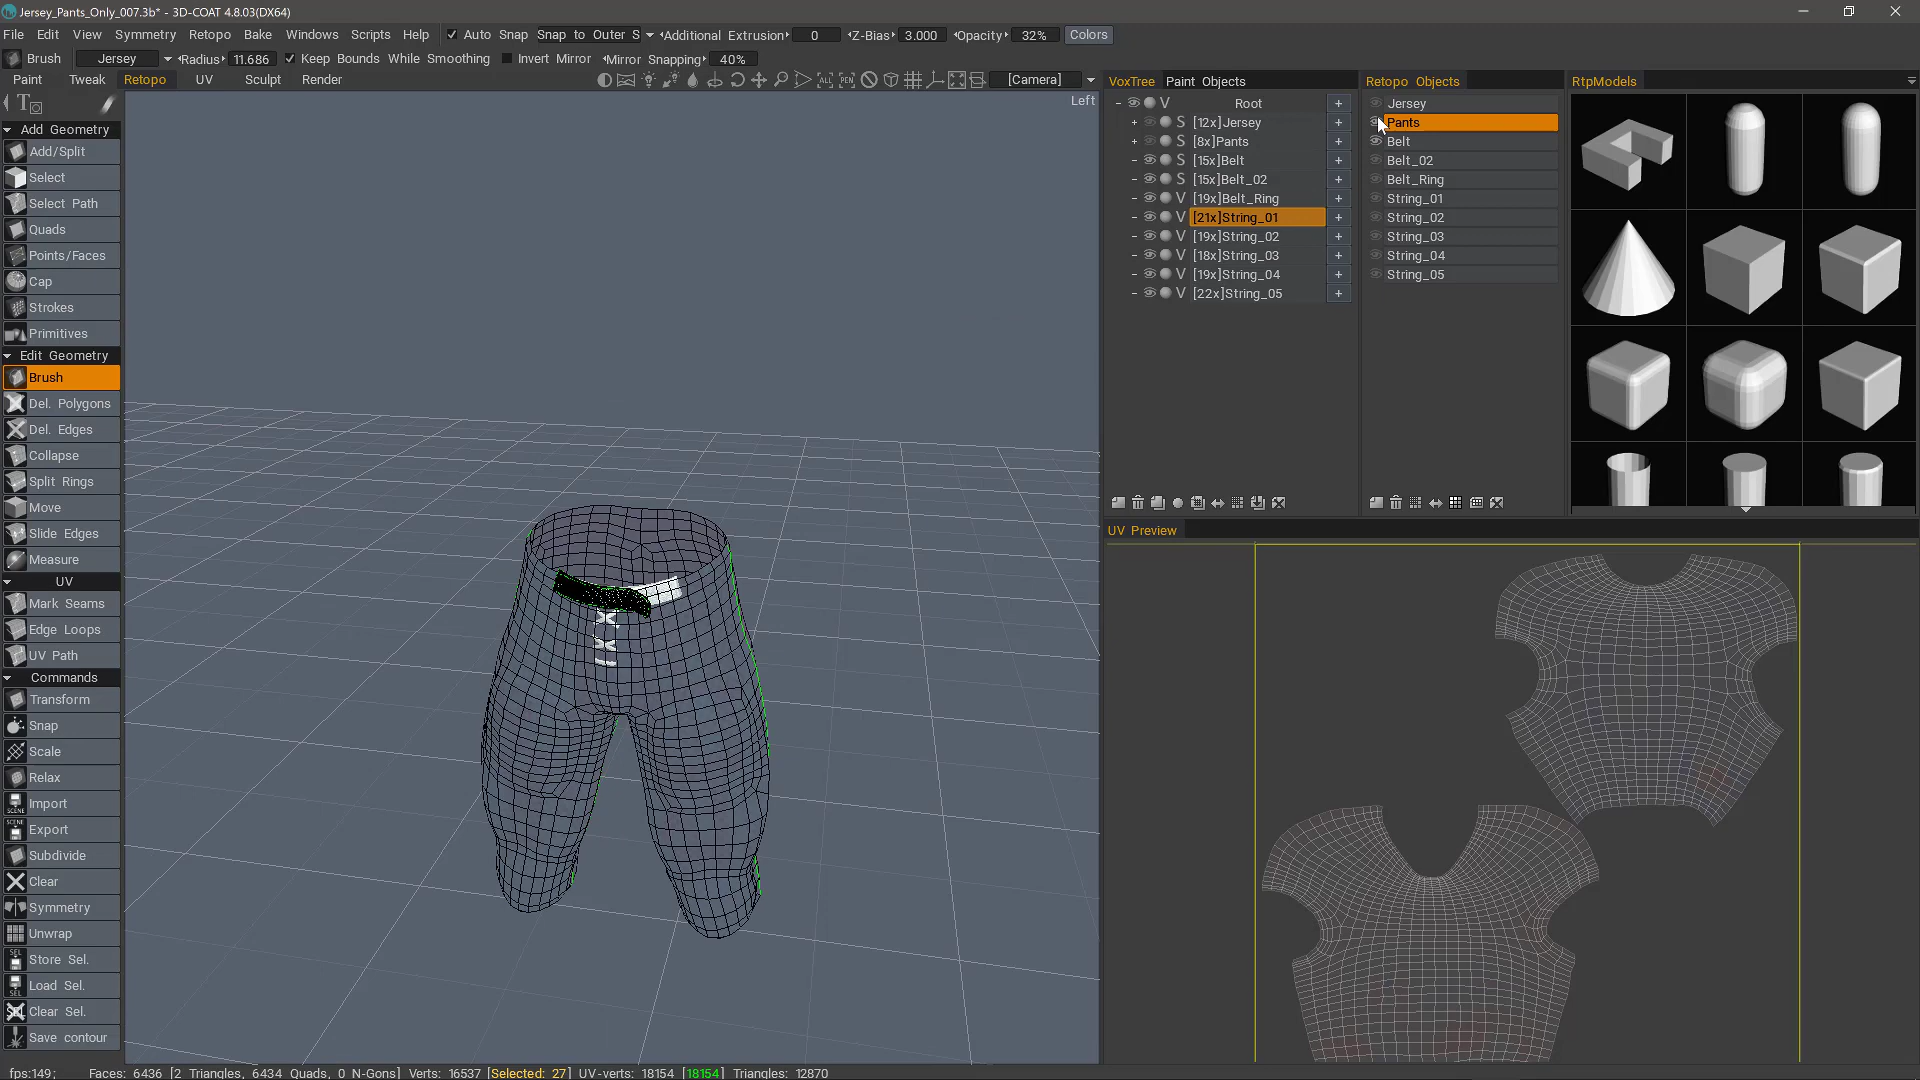 Jersey_Pants_Only_007.3b* - 3D-COAT 4.8.03(DX64)
File Edit View Symmetry Retopo Bake Windows Scripts Help Auto Snap Snap to Outer S Additional Extrusion 0 Z-Bias 3.000 Opacity 32% Colors
Brush Jersey Radius 11.686 Keep Bounds While Smoothing Invert Mirror Mirror Snapping 40%
Paint Tweak Retopo UV Sculpt Render ALL PEN [Camera]
VoxTree Paint Objects
Retopo Objects
RtpModels
Left
Add Geometry
Add/Split
Select
Select Path
Quads
Points/Faces
Cap
Strokes
Primitives
Edit Geometry
Brush
Del. Polygons
Del. Edges
Collapse
Split Rings
Move
Slide Edges
Measure
UV
Mark Seams
Edge Loops
UV Path
Commands
Transform
Snap
Scale
Relax
Import
Export
Subdivide
Clear
Symmetry
Unwrap
Store Sel.
Load Sel.
Clear Sel.
Save contour
V Root +
+ S [12x]Jersey +
+ S [8x]Pants +
S [15x]Belt +
S [15x]Belt_02 +
V [19x]Belt_Ring +
V [21x]String_01 +
V [19x]String_02 +
V [18x]String_03 +
V [19x]String_04 +
V [22x]String_05 +
Jersey
Pants
Belt
Belt_02
Belt_Ring
String_01
String_02
String_03
String_04
String_05
UV Preview
fps:149; Faces: 6436 [2 Triangles, 6434 Quads, 0 N-Gons] Verts: 16537 [Selected: 27] UV-verts: 18154 [18154] Triangles: 12870